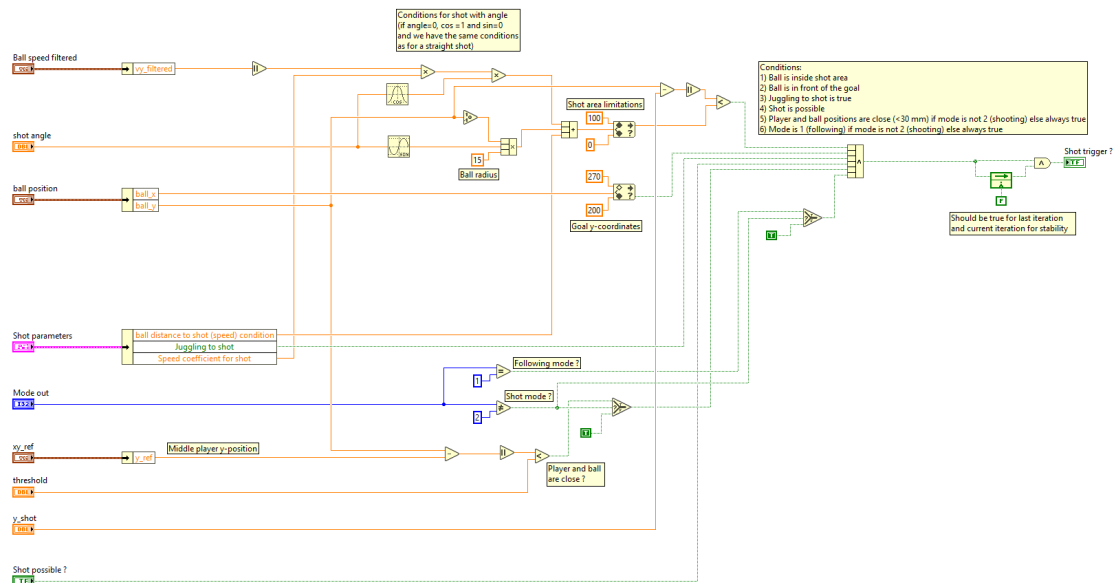 Conditions for shot with angle
(if angle=0, cos =1 and sin=0
and we have the same conditions
as for a straight shot)
Ball speed filtered
vy_filtered
COS
Shot area limitations
100
0
Conditions:
1) Ball is inside shot area
2) Ball is in front of the goal
3) Juggling to shot is true
4) Shot is possible
5) Player and ball positions are close (<30 mm) if mode is not 2 (shooting) else always true
6) Mode is 1 (following) if mode is not 2 (shooting) else always true
shot angle
DBL
SIN
15
Ball radius
Shot trigger ?
TF
ball position
ball_x
ball_y
270
200
Goal y-coordinates
F
Should be true for last iteration
and current iteration for stability
T
Shot parameters
ball distance to shot (speed) condition
Juggling to shot
Speed coefficient for shot
Following mode ?
1
Mode out
I32
Shot mode ?
2
T
xy_ref
y_ref
Middle player y-position
Player and ball
are close ?
threshold
DBL
y_shot
DBL
Shot possible ?
TF